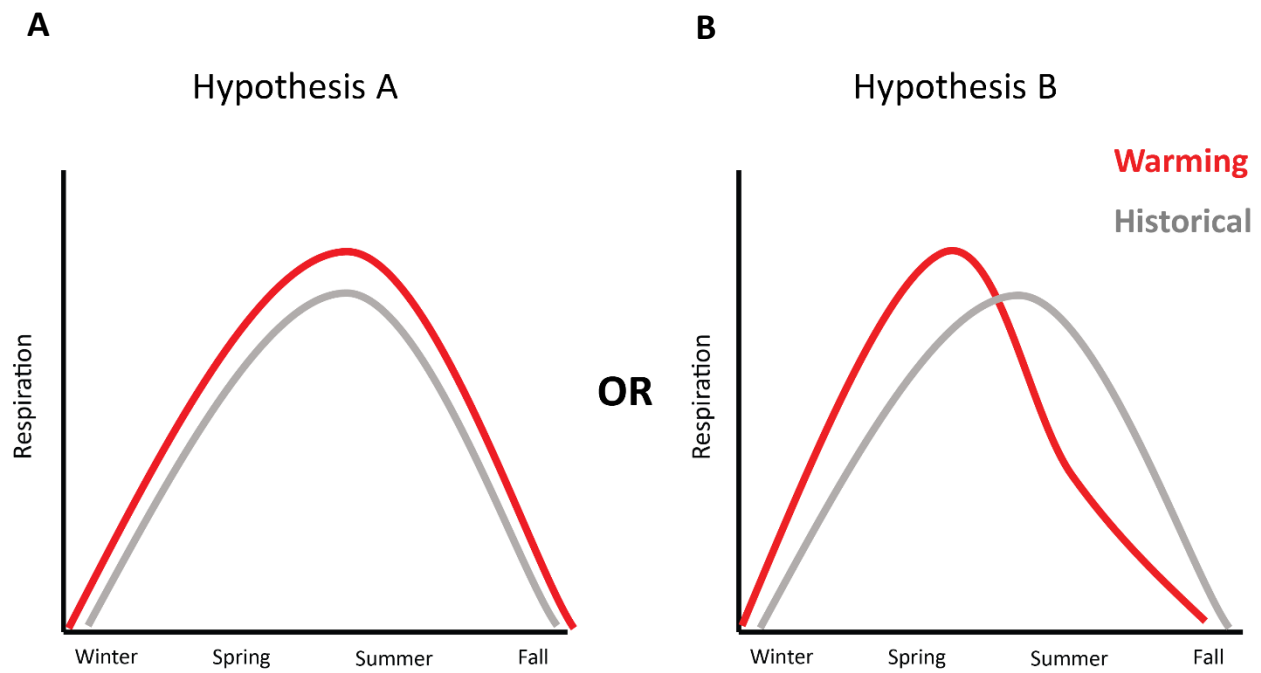 A
Hypothesis A
Respiration
Winter Spring Summer Fall
OR
B
Hypothesis B
Warming
Historical
Respiration
Winter Spring Summer Fall